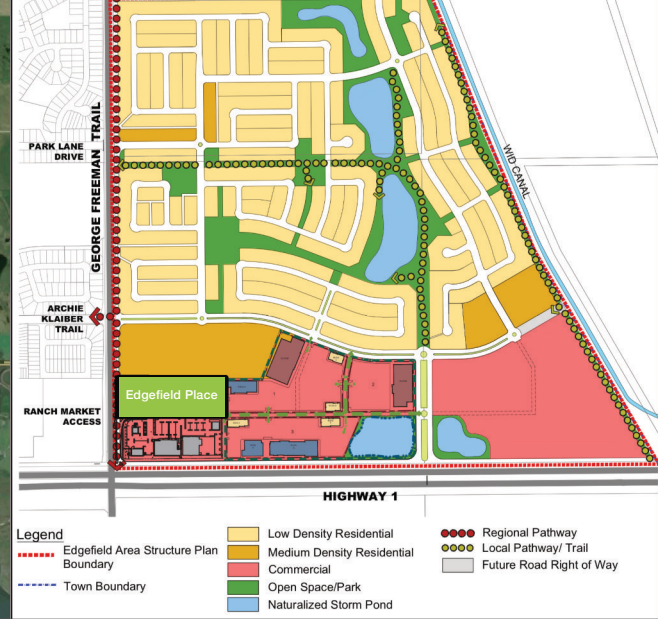 PARK LANE
DRIVE
GEORGE FREEMAN TRAIL
WID CANAL
ARCHIE
KLAIBER
TRAIL
Edgefield Place
RANCH MARKET
ACCESS
HIGHWAY 1
Legend
Edgefield Area Structure Plan
Boundary
Town Boundary
Low Density Residential
Medium Density Residential
Commercial
Open Space/Park
Naturalized Storm Pond
Regional Pathway
Local Pathway/ Trail
Future Road Right of Way